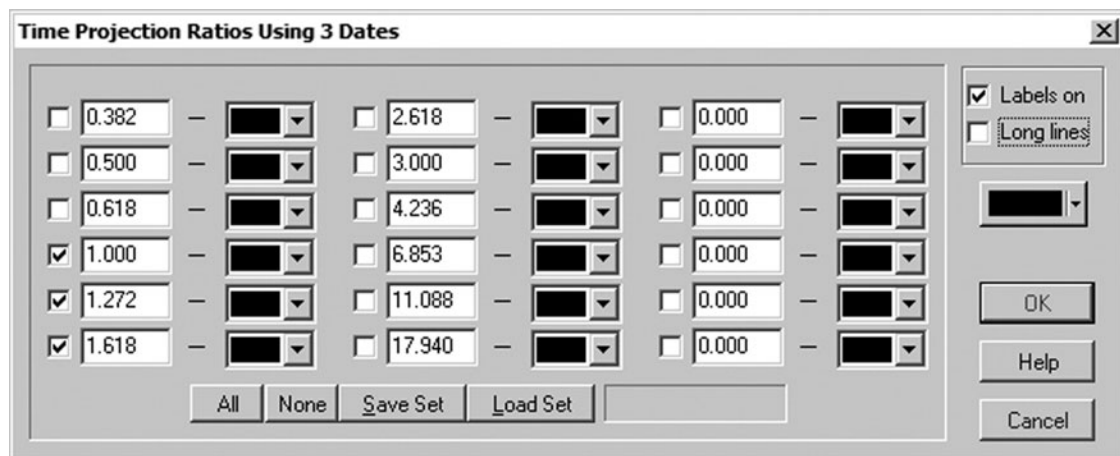 Time Projection Ratios Using 3 Dates
0.382 – 2.618 – 0.000 –
0.500 – 3.000 – 0.000 –
0.618 – 4.236 – 0.000 –
1.000 – 6.853 – 0.000 –
1.272 – 11.088 – 0.000 –
1.618 – 17.940 – 0.000 –
All None Save Set Load Set
Labels on
Long lines
OK
Help
Cancel